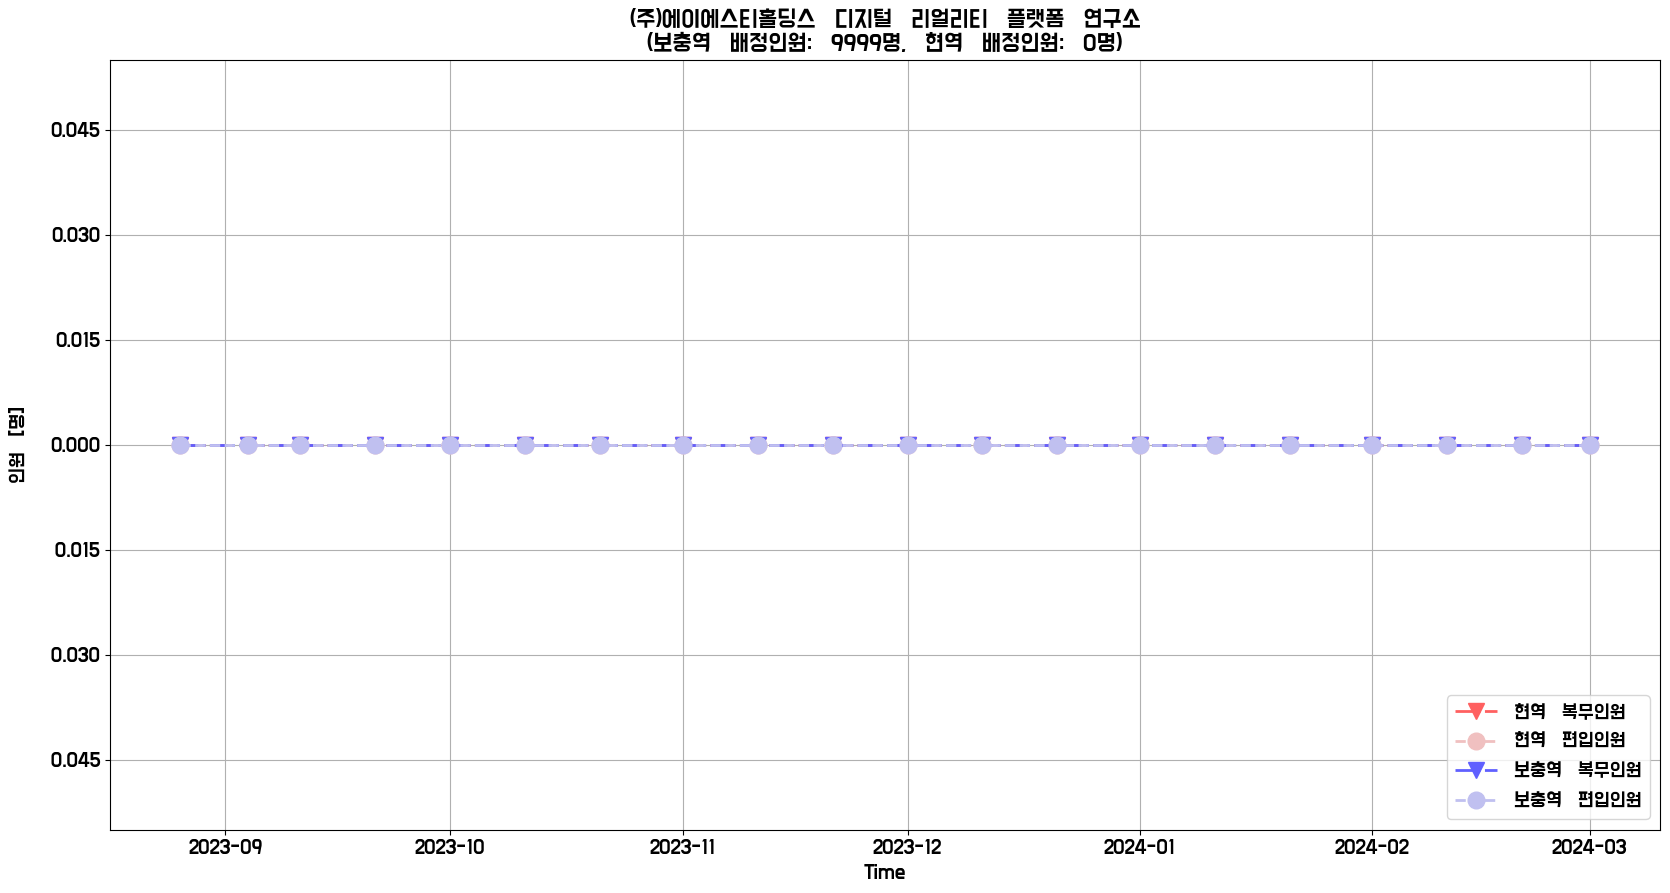 (주)에이에스티홀딩스 디지털 리얼리티 플랫폼 연구소
(보충역 배정인원: 9999명, 현역 배정인원: 0명)
0.045
0.030
0.015
0.000
0.015
0.030
0.045
인원 [명]
현역 복무인원
현역 편입인원
보충역 복무인원
보충역 편입인원
2023-09 2023-10 2023-11 2023-12 2024-01 2024-02 2024-03
Time